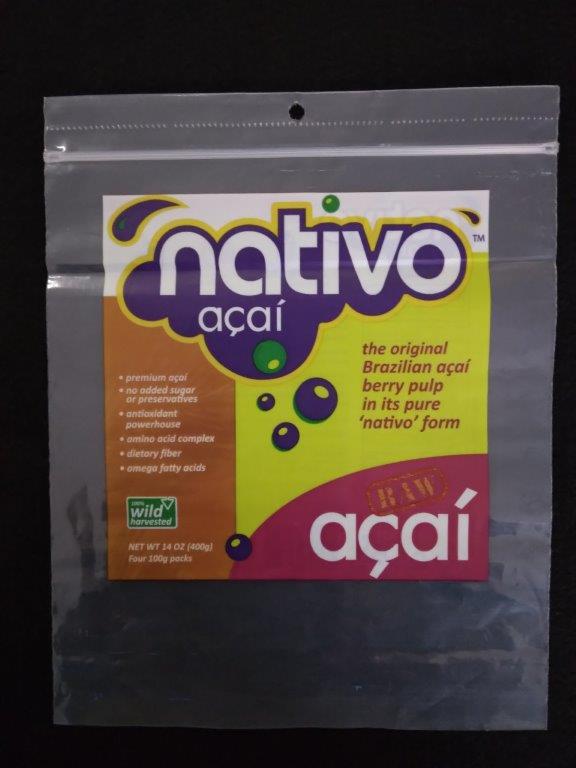 nativo
™
açaí
the original
Brazilian açaí
berry pulp
in its pure
'nativo' form
• premium açaí
• no added sugar
or preservatives
• antioxidant
powerhouse
• amino acid complex
• dietary fiber
• omega fatty acids
100%
wild
harvested
RAW
açaí
NET WT 14 OZ (400g)
Four 100g packs